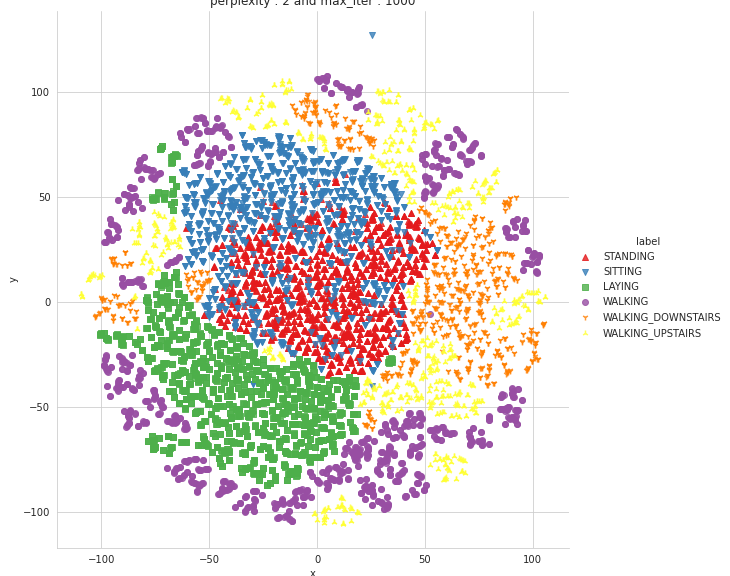 perplexity : 2 and max_iter : 1000
100
50
0
−50
−100
y
−100
−50
0
50
100
x
label
STANDING
SITTING
LAYING
WALKING
WALKING_DOWNSTAIRS
WALKING_UPSTAIRS